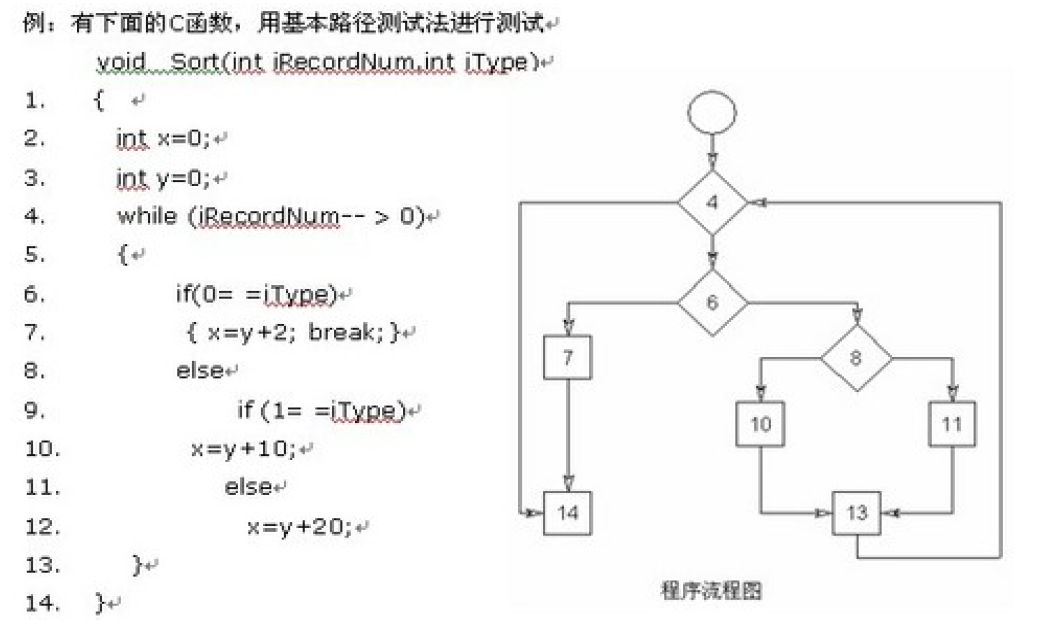 例：有下面的C函数，用基本路径测试法进行测试↵
void Sort(int iRecordNum,int iType)↵
1. { ↵
2. int x=0;↵
3. int y=0;↵
4. while (iRecordNum-- > 0)↵
5. {↵
6. if(0= =iType)↵
7. { x=y+2; break;}↵
8. else↵
9. if (1= =iType)↵
10. x=y+10;↵
11. else↵
12. x=y+20;↵
13. }↵
14. }↵
4
6
7
8
10
11
14
13
程序流程图